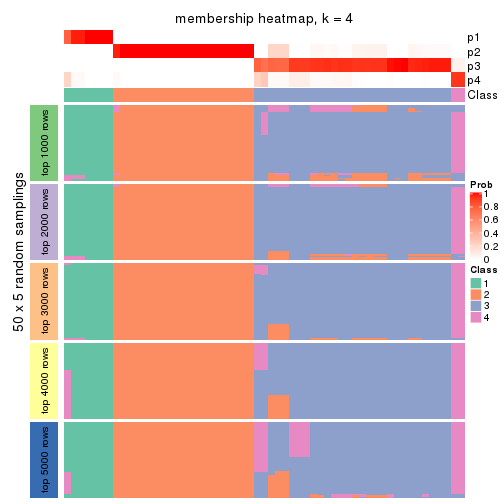 membership heatmap, k = 4
p1
p2
p3
p4
Class
50 x 5 random samplings
top 1000 rows
top 2000 rows
top 3000 rows
top 4000 rows
top 5000 rows
Prob
1
0.8
0.6
0.4
0.2
0
Class
1
2
3
4